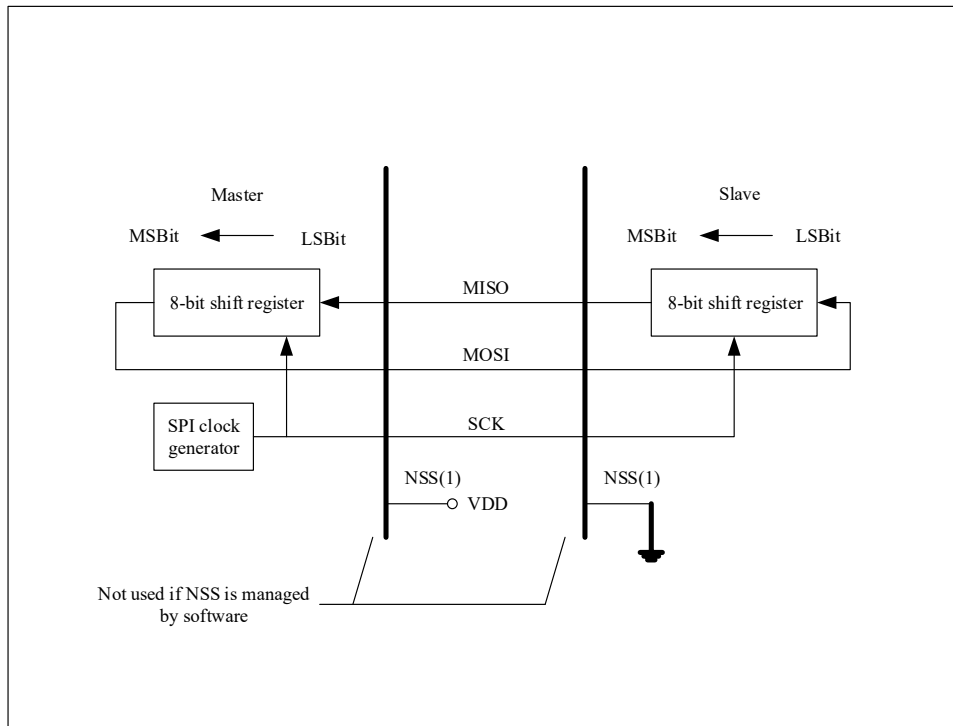 Master
Slave
MSBit
LSBit
MSBit
LSBit
8-bit shift register
MISO
8-bit shift register
MOSI
SPI clock
generator
SCK
NSS(1)
NSS(1)
VDD
Not used if NSS is managed
by software